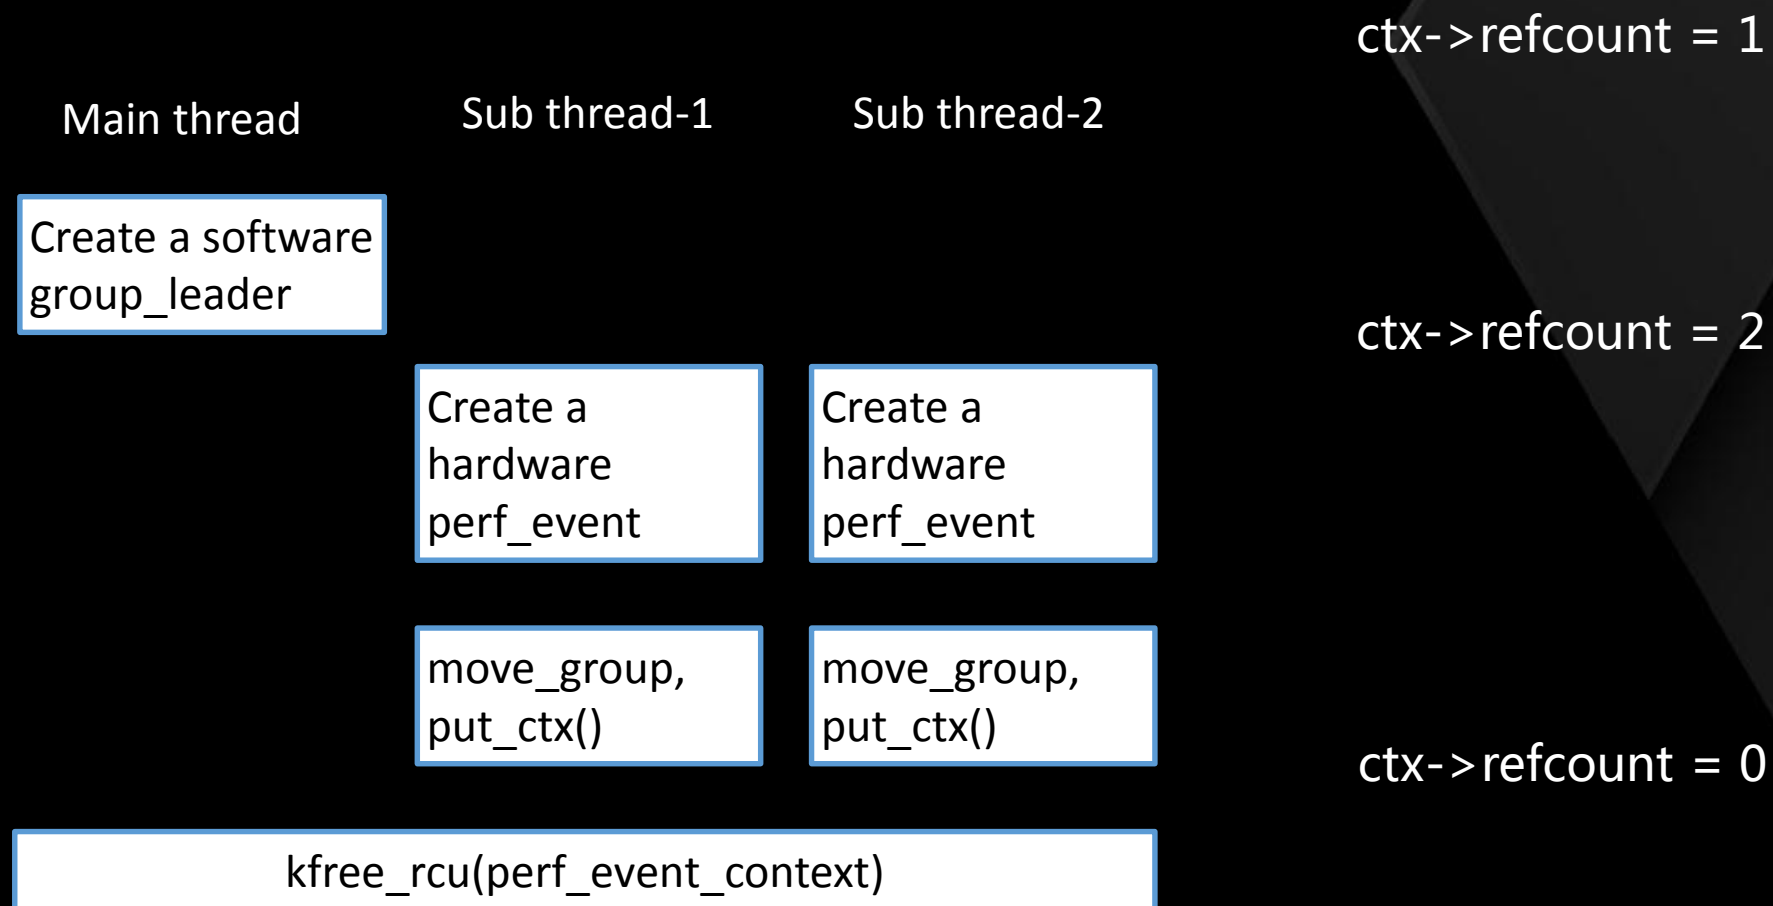 ctx->refcount = 1
Main thread
Sub thread-1
Sub thread-2
Create a software
group_leader
ctx->refcount = 2
Create a
hardware
perf_event
Create a
hardware
perf_event
move_group,
put_ctx()
move_group,
put_ctx()
ctx->refcount = 0
kfree_rcu(perf_event_context)